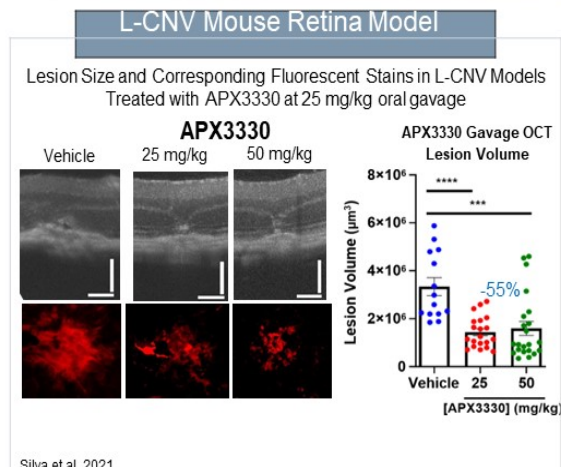 L-CNV Mouse Retina Model
Lesion Size and Corresponding Fluorescent Stains in L-CNV Models
Treated with APX3330 at 25 mg/kg oral gavage
APX3330
Vehicle 25 mg/kg 50 mg/kg
APX3330 Gavage OCT
Lesion Volume
Lesion Volume (µm³)
8×10⁶
6×10⁶
4×10⁶
2×10⁶
0
****
***
-55%
Vehicle 25 50
[APX3330] (mg/kg)
Silva et al. 2021